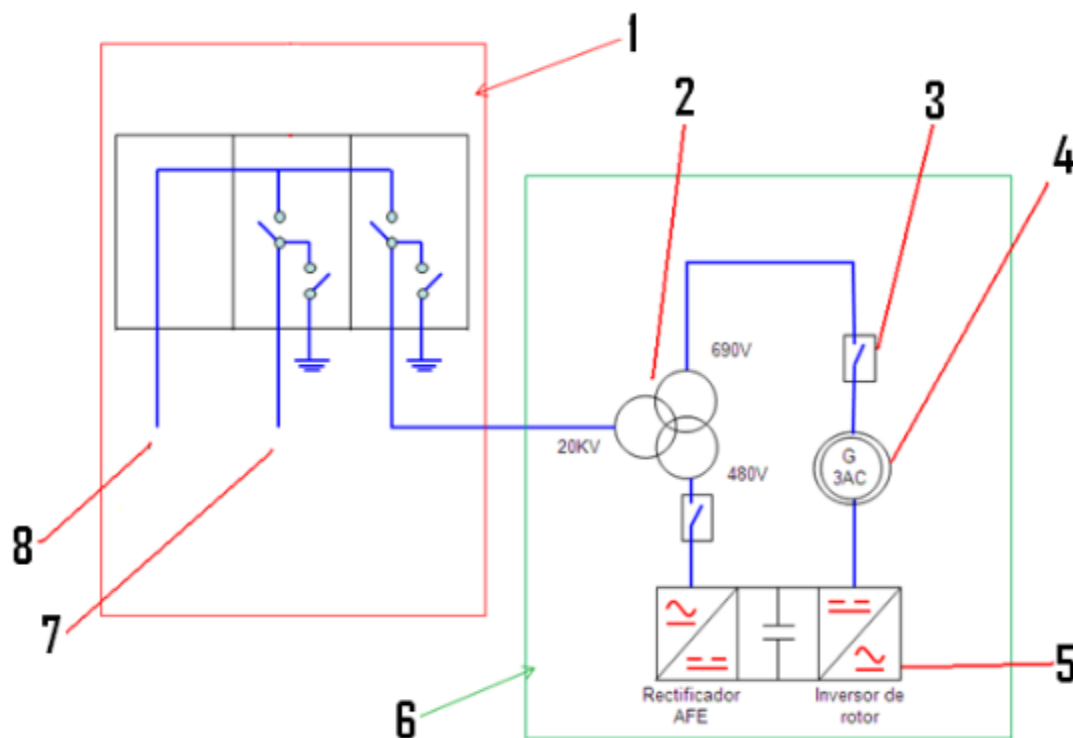 1
2
3
4
690V
20KV
480V
G
3AC
8
7
6
5
Rectificador
AFE
Inversor de
rotor